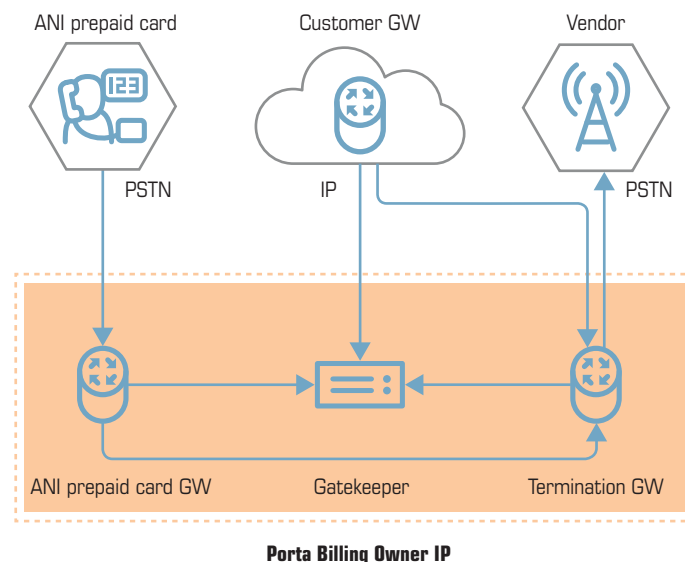 ANI prepaid card
Customer GW
Vendor
123
PSTN
IP
PSTN
ANI prepaid card GW
Gatekeeper
Termination GW
Porta Billing Owner IP